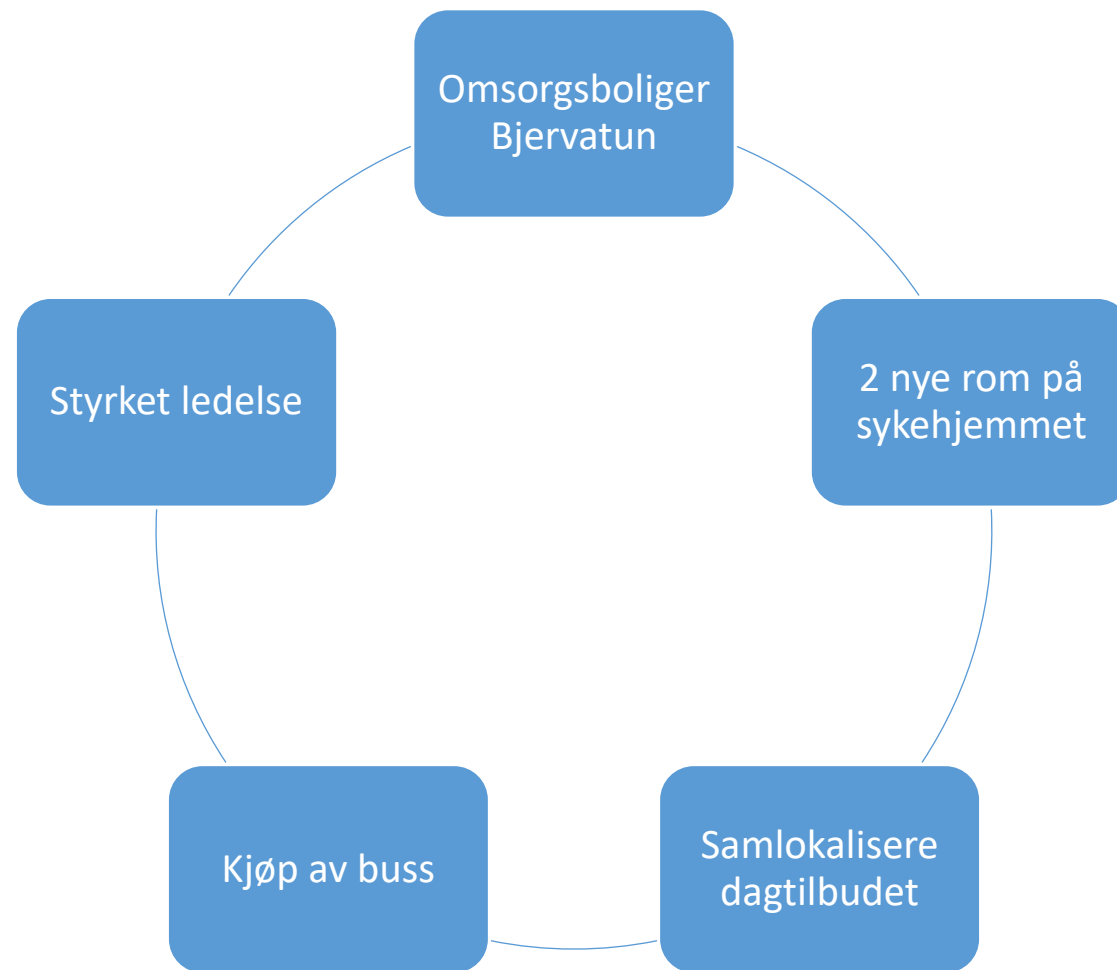 Omsorgsboliger
Bjervatun
2 nye rom på
sykehjemmet
Samlokalisere
dagtilbudet
Kjøp av buss
Styrket ledelse